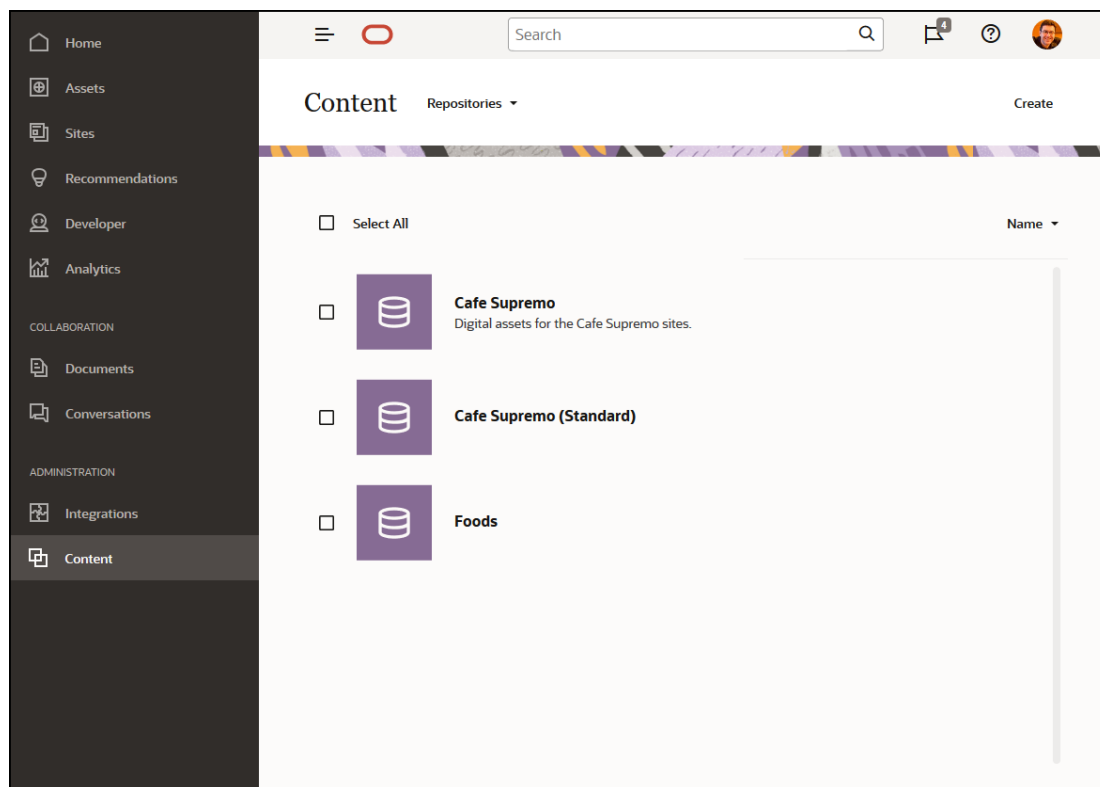 Home
Assets
Sites
Recommendations
Developer
Analytics
COLLABORATION
Documents
Conversations
ADMINISTRATION
Integrations
Content
Search
4
Content
Repositories
Create
Select All
Name
Cafe Supremo
Digital assets for the Cafe Supremo sites.
Cafe Supremo (Standard)
Foods